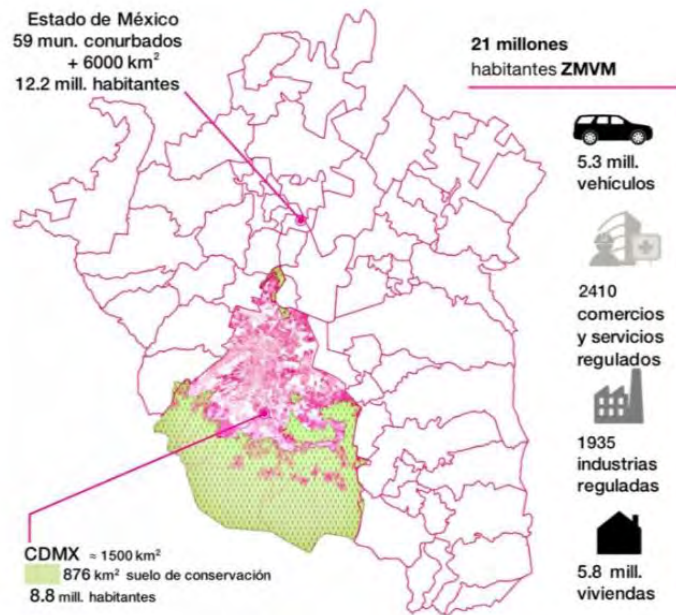 Estado de México
59 mun. conurbados
+ 6000 km²
12.2 mill. habitantes
21 millones
habitantes ZMVM
5.3 mill.
vehículos
2410
comercios
y servicios
regulados
1935
industrias
reguladas
5.8 mill.
viviendas
CDMX ≈ 1500 km²
876 km² suelo de conservación
8.8 mill. habitantes